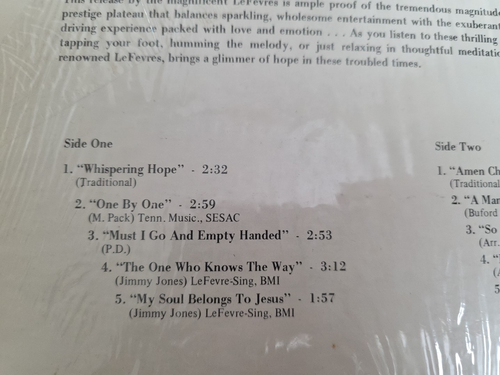 This release by the magnificent LeFevres is ample proof of the tremendous magnitude
prestige plateau that balances sparkling, wholesome entertainment with the exuberant
driving experience packed with love and emotion . . . As you listen to these thrilling
tapping your foot, humming the melody, or just relaxing in thoughtful meditatio
renowned LeFevres, brings a glimmer of hope in these troubled times.
Side One
1. "Whispering Hope" - 2:32
(Traditional)
2. "One By One" - 2:59
(M. Pack) Tenn. Music., SESAC
3. "Must I Go And Empty Handed" - 2:53
(P.D.)
4. "The One Who Knows The Way" - 3:12
(Jimmy Jones) LeFevre-Sing, BMI
5. "My Soul Belongs To Jesus" - 1:57
(Jimmy Jones) LeFevre-Sing, BMI
Side Two
1. "Amen Ch
(Traditional
2. "A Mar
(Buford
3. "So
(Arr.
4. "
(
5